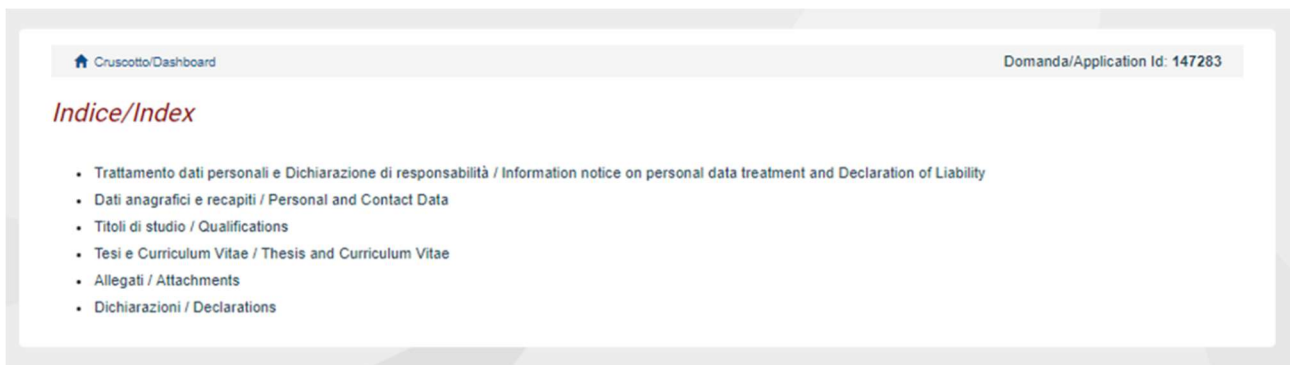 Cruscotto/Dashboard
Domanda/Application Id: 147283
Indice/Index
Trattamento dati personali e Dichiarazione di responsabilità / Information notice on personal data treatment and Declaration of Liability
Dati anagrafici e recapiti / Personal and Contact Data
Titoli di studio / Qualifications
Tesi e Curriculum Vitae / Thesis and Curriculum Vitae
Allegati / Attachments
Dichiarazioni / Declarations